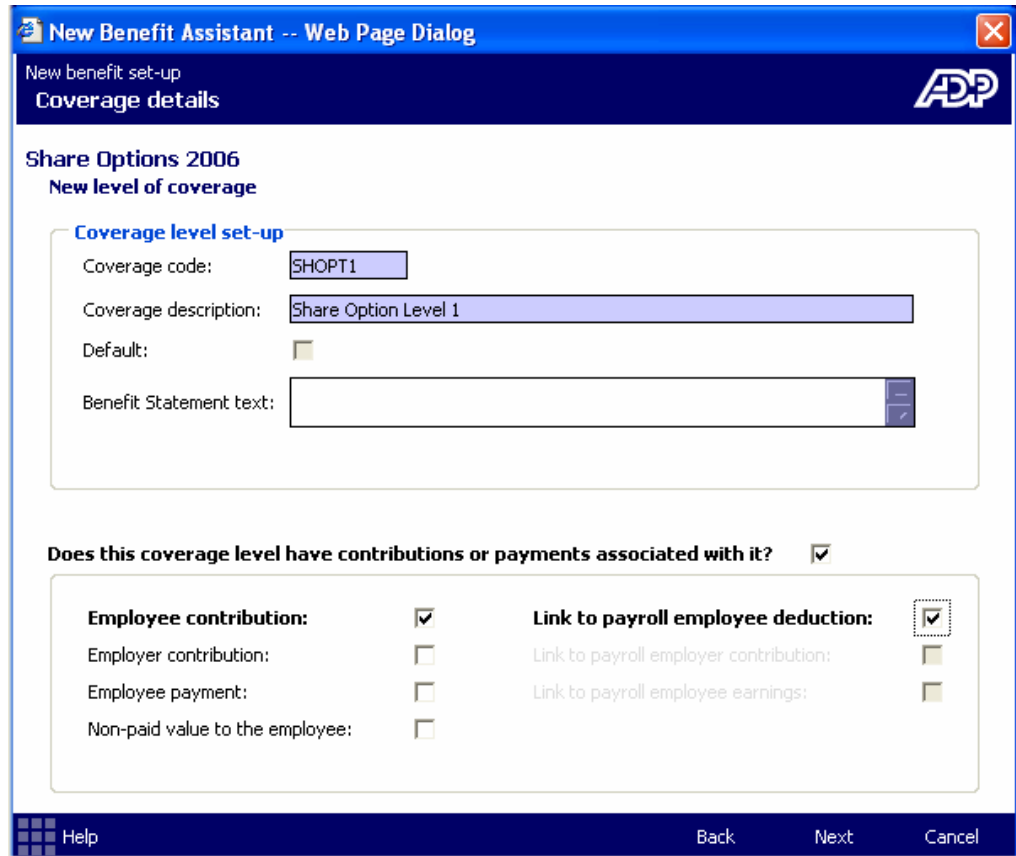 New Benefit Assistant -- Web Page Dialog
New benefit set-up
Coverage details
ADP
Share Options 2006
New level of coverage
Coverage level set-up
Coverage code: SHOPT1
Coverage description: Share Option Level 1
Default:
Benefit Statement text:
Does this coverage level have contributions or payments associated with it?
Employee contribution: Link to payroll employee deduction:
Employer contribution: Link to payroll employer contribution:
Employee payment: Link to payroll employee earnings:
Non-paid value to the employee:
Help Back Next Cancel